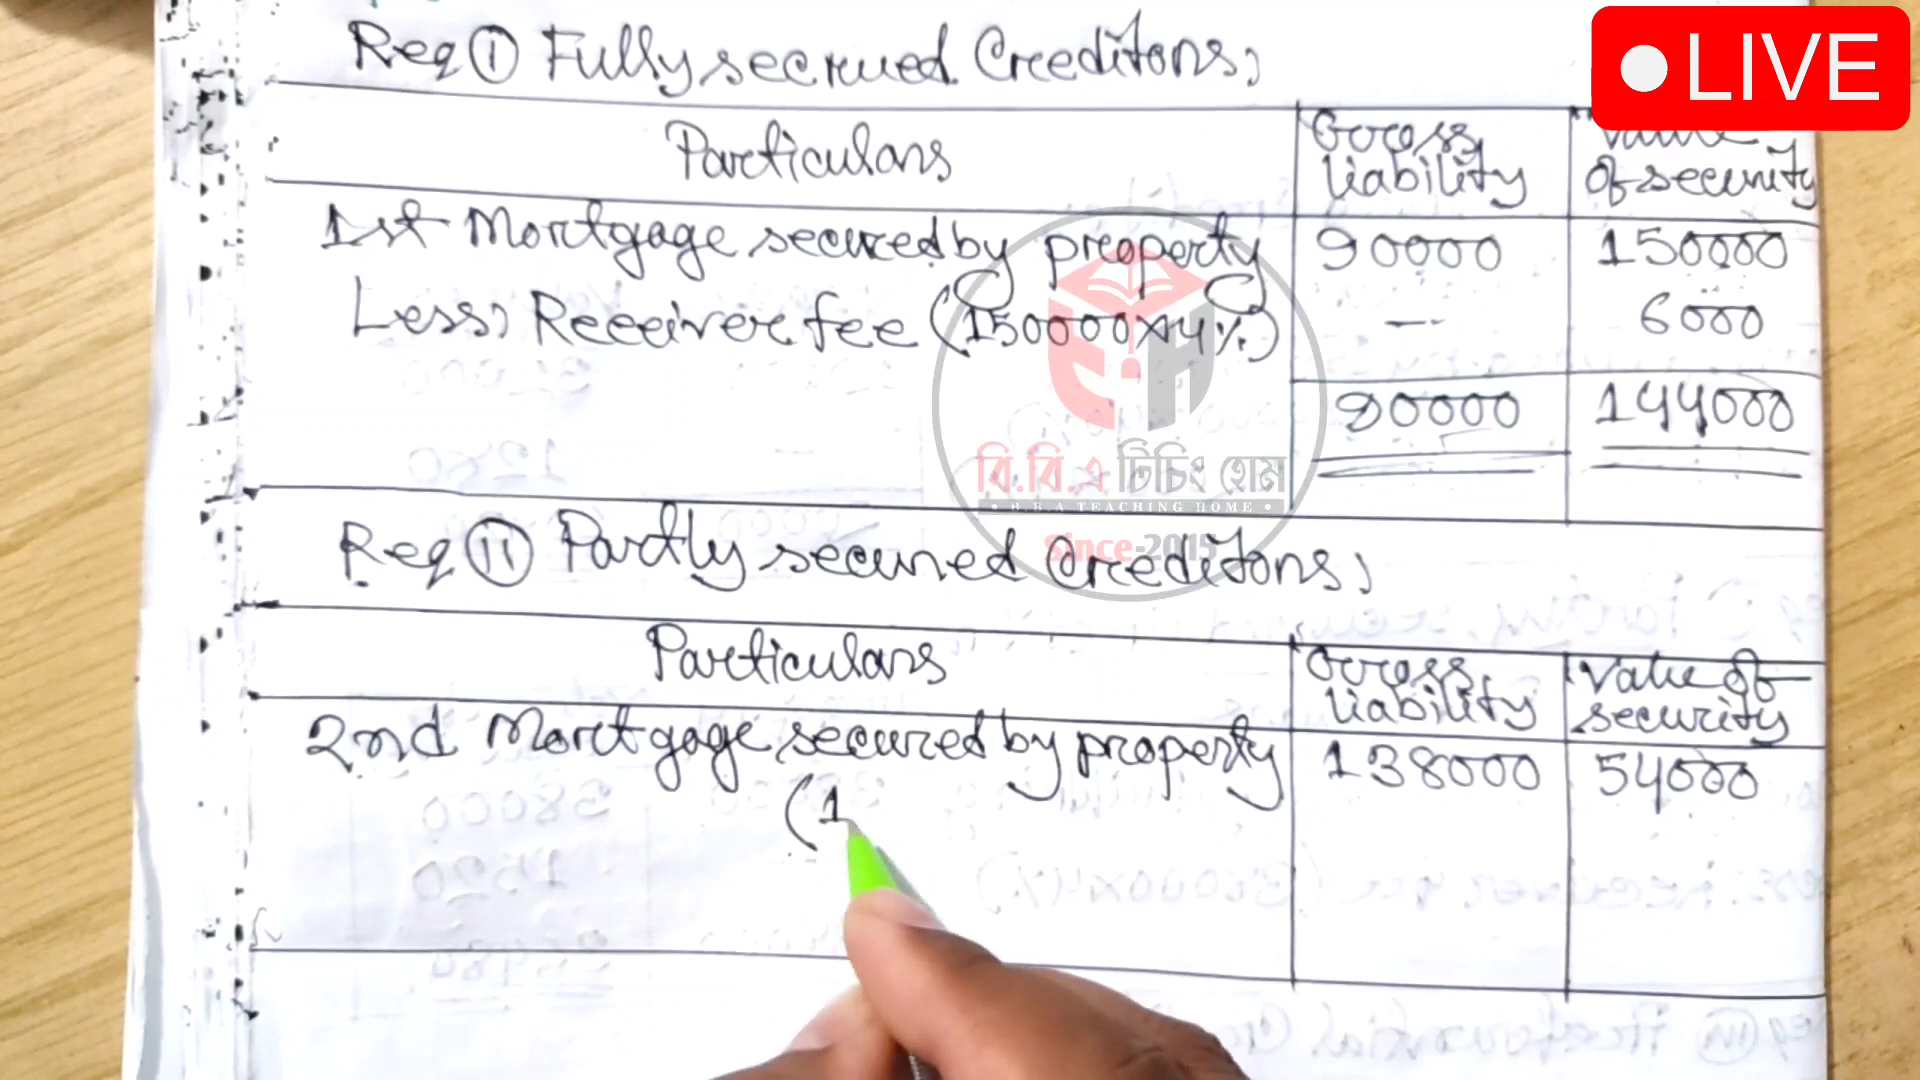 LIVE
Req (I) Fully secrued Creditors;
Particulars
Gross liability
Value of security
1st Mortgage secured by property 90000 150000
Less: Receiver fee (150000×4%) — 6000
90000 144000
বি.বি.এ টিচিং হোম
• B.B.A TEACHING HOME •
Since-2015
Req (II) Partly secured Creditors;
Particulars
Gross liability
Value of security
2nd Mortgage secured by property 138000 54000
(1